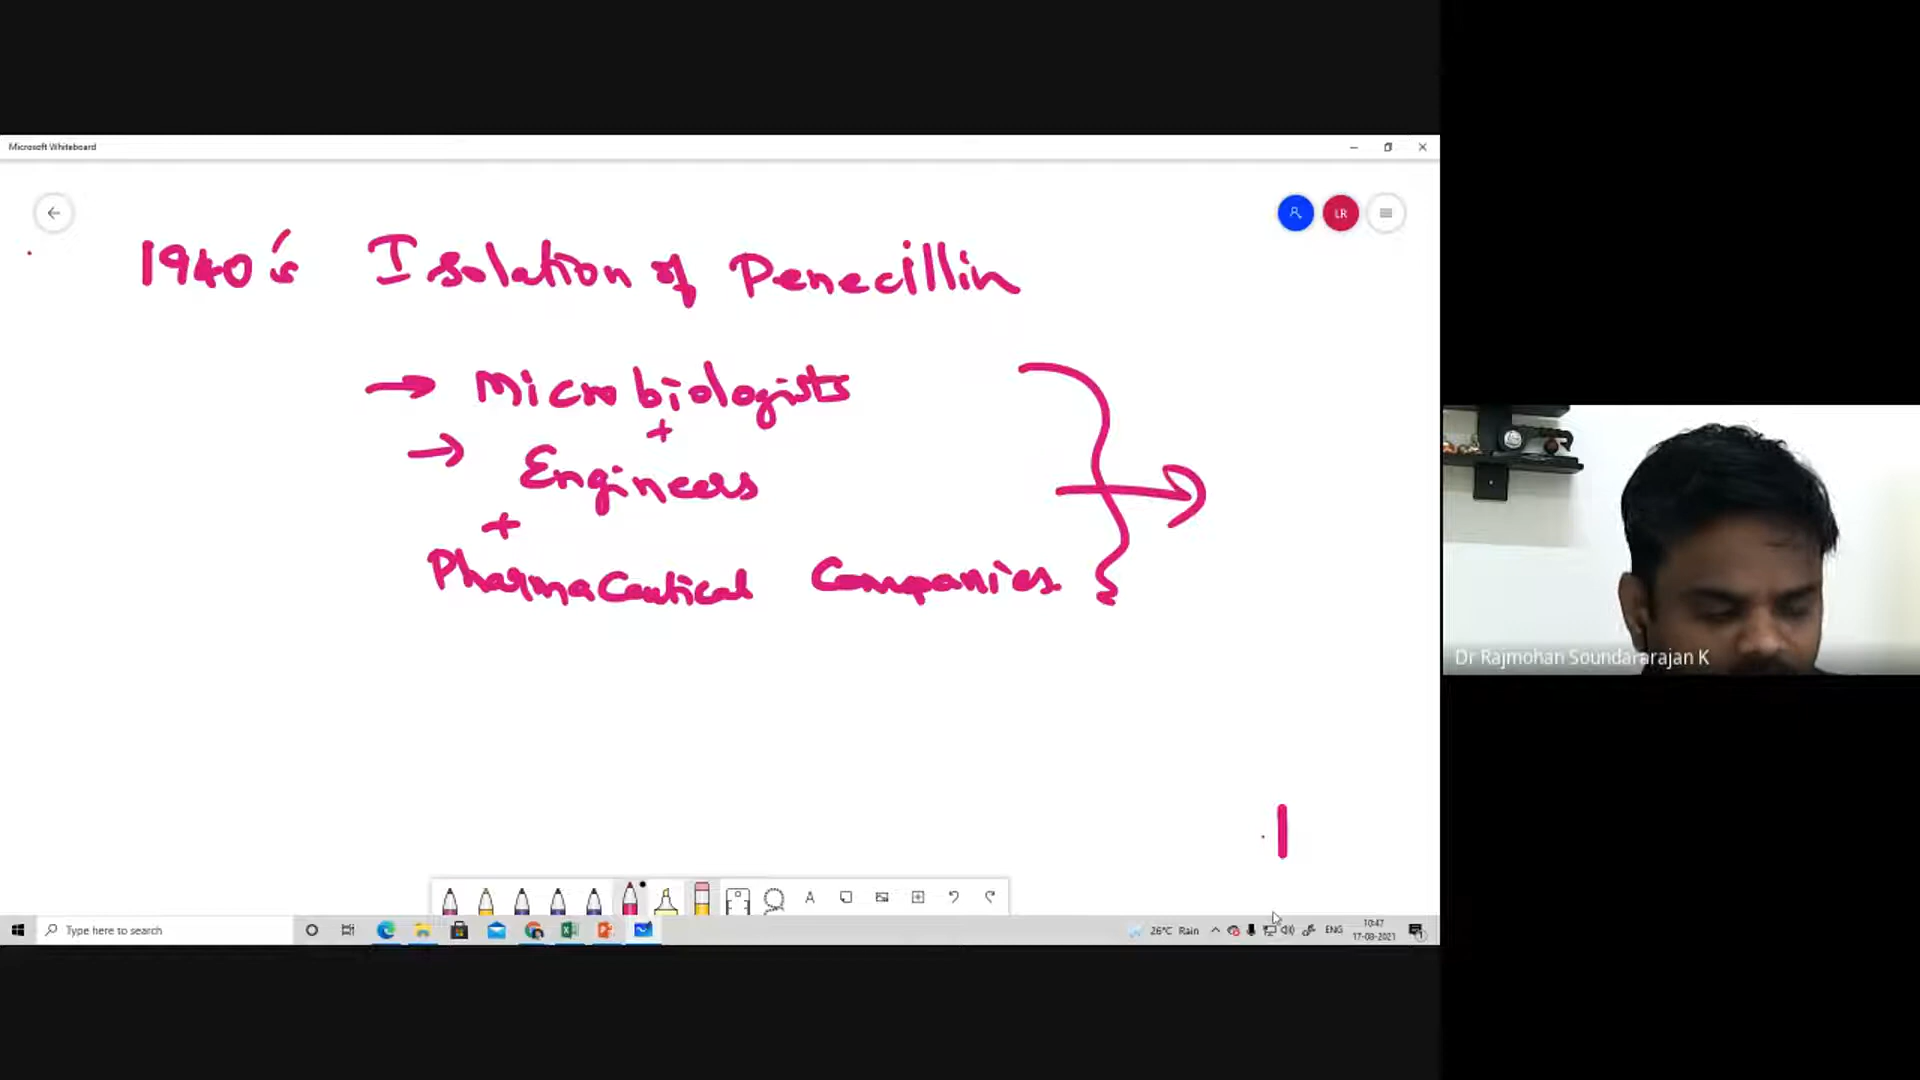 Microsoft Whiteboard
LR
1940's Isolation of Penecillin
→ Microbiologists
+
→ Engineers
+
Pharmaceutical Companies
Dr Rajmohan Soundararajan K
A
Type here to search
26°C Rain
ENG
10:47
17-08-2021